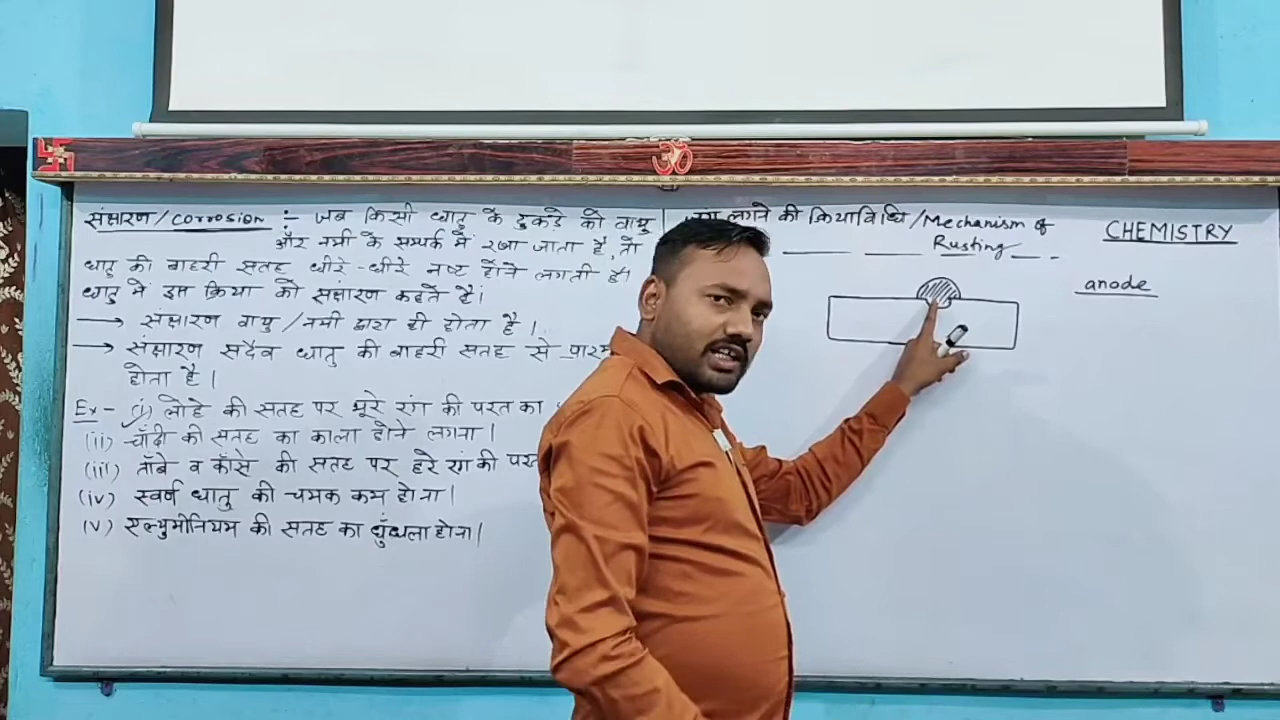 संक्षारण/corrosion :- जब किसी धातु के टुकडे को वायु
और नमी के सम्पर्क में रखा जाता है, तो
धातु की बाहरी सतह धीरे-धीरे नष्ट होने लगती है।
धातु में इस क्रिया को संक्षारण कहते है।
→ संक्षारण वायु/नमी द्वारा ही होता है।
→ संक्षारण सदैव धातु की बाहरी सतह से
होता है।
Ex- (i) लोहे की सतह पर भूरे रंग की परत का
(ii) चाँदी की सतह का काला होने लगना।
(iii) ताँबे व काँसे की सतह पर हरे रंग की
(iv) स्वर्ण धातु की चमक कम होना।
(v) एल्युमीनियम की सतह का धुँधला होना।
लगने की क्रियाविधि/Mechanism of
Rusting
CHEMISTRY
anode
ॐ